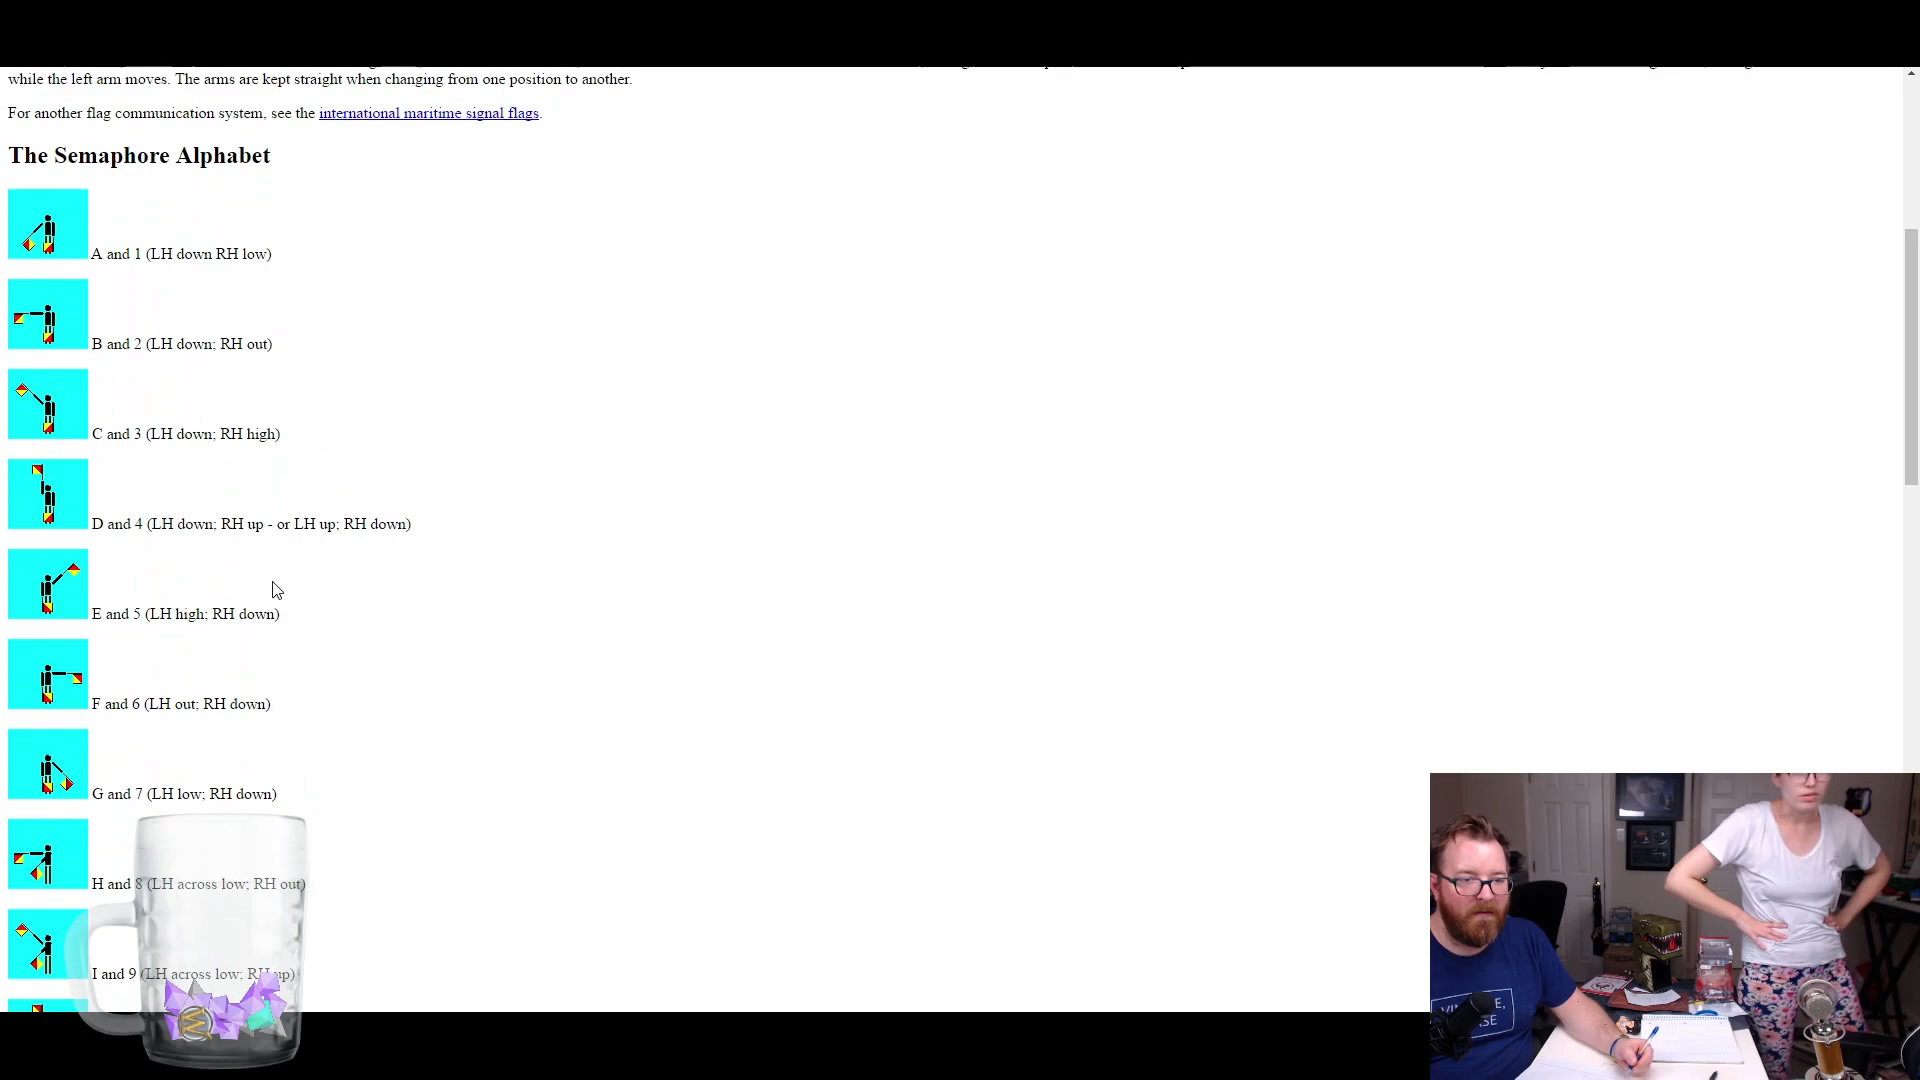 while the left arm moves. The arms are kept straight when changing from one position to another.
For another flag communication system, see the international maritime signal flags.
The Semaphore Alphabet
A and 1 (LH down RH low)
B and 2 (LH down; RH out)
C and 3 (LH down; RH high)
D and 4 (LH down; RH up - or LH up; RH down)
E and 5 (LH high; RH down)
F and 6 (LH out; RH down)
G and 7 (LH low; RH down)
H and 8 (LH across low; RH out)
I and 9 (LH across low; RH up)